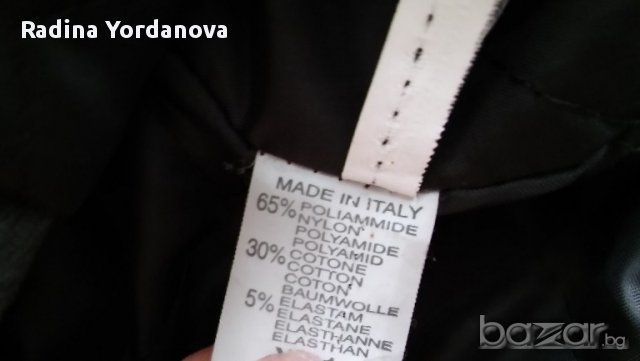 Radina Yordanova
MADE IN ITALY
65% POLIAMMIDE
NYLON
POLYAMIDE
POLYAMID
30% COTONE
COTTON
COTON
BAUMWOLLE
5% ELASTAM
ELASTANE
ELASTHANNE
ELASTHAN
bazar.bg